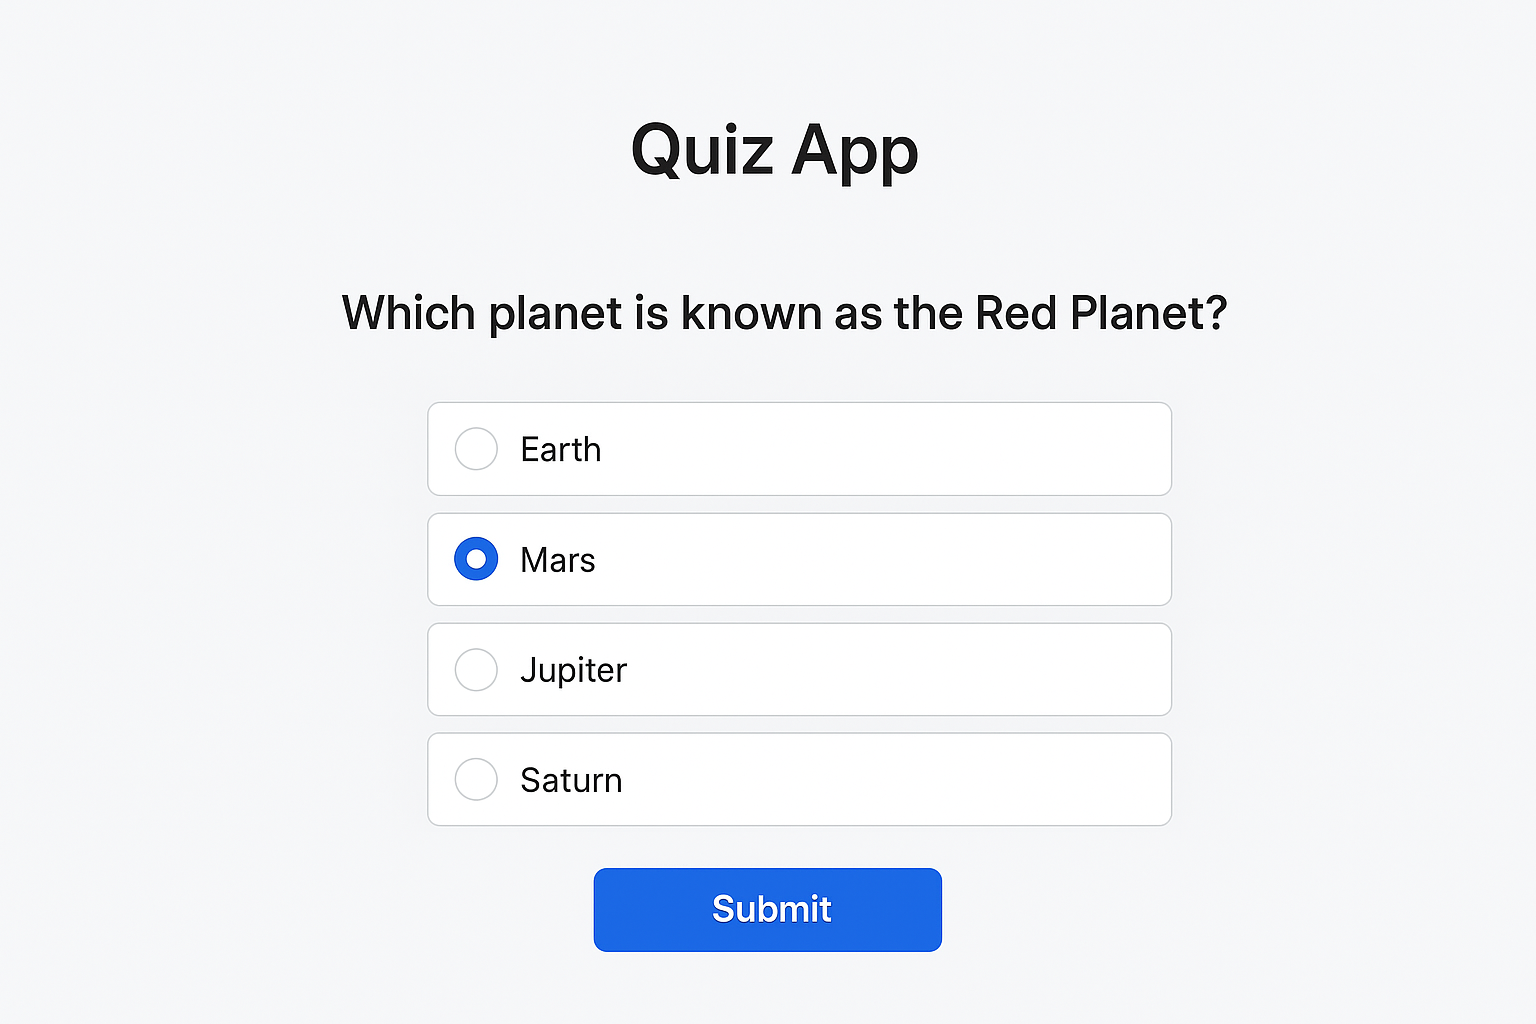 Quiz App
Which planet is known as the Red Planet?
Earth
Mars
Jupiter
Saturn
Submit